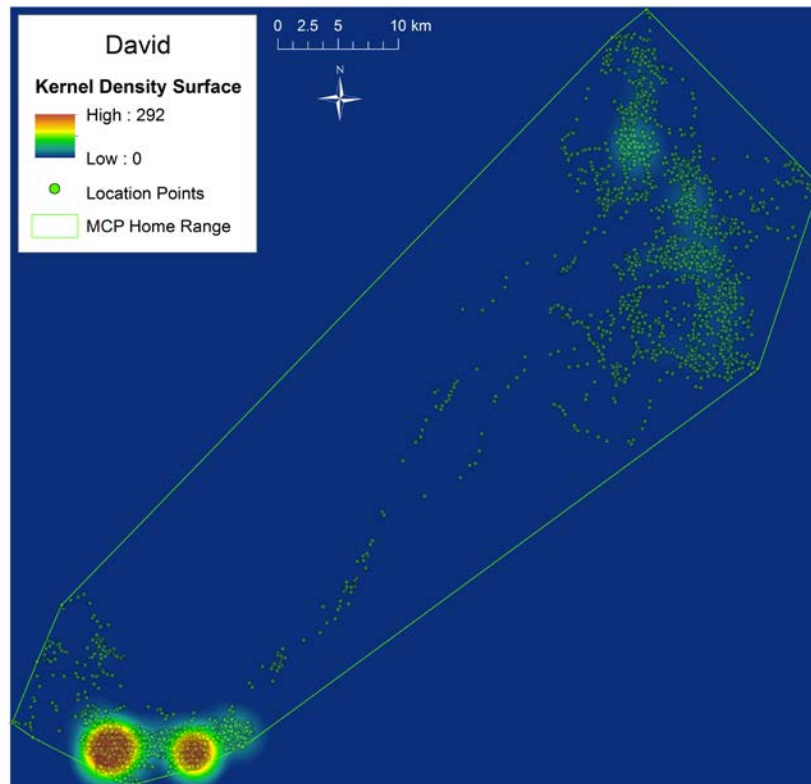 David
Kernel Density Surface
High : 292
Low : 0
Location Points
MCP Home Range
0 2.5 5 10 km
N